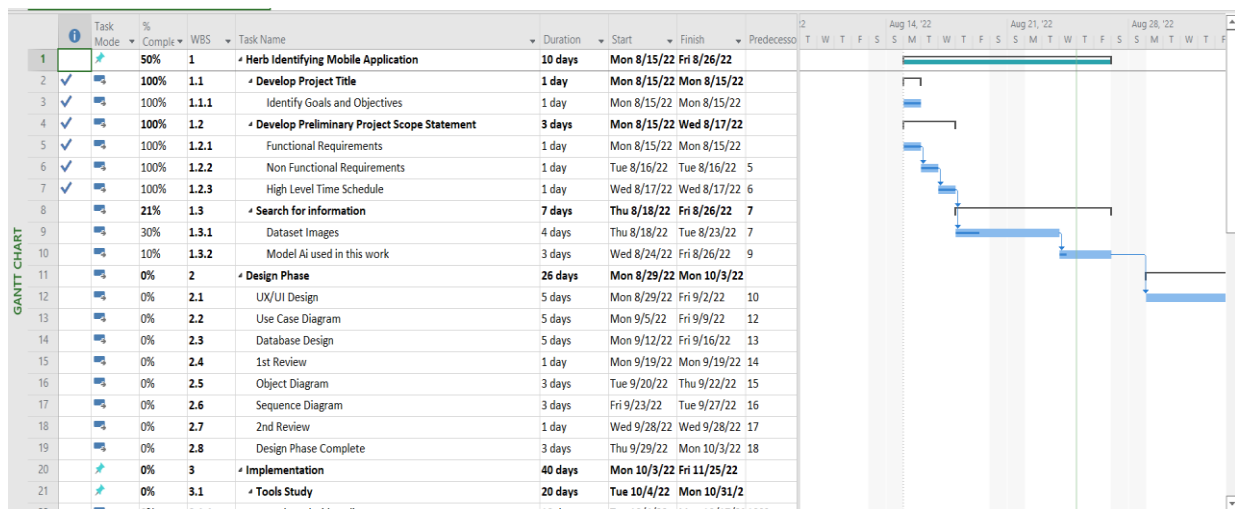 Task Mode % Comple WBS Task Name Duration Start Finish Predecesso
Aug 14, '22 Aug 21, '22 Aug 28, '22
T W T F S S M T W T F S S M T W T F S S M T W T F
1 50% 1 Herb Identifying Mobile Application 10 days Mon 8/15/22 Fri 8/26/22
2 100% 1.1 Develop Project Title 1 day Mon 8/15/22 Mon 8/15/22
3 100% 1.1.1 Identify Goals and Objectives 1 day Mon 8/15/22 Mon 8/15/22
4 100% 1.2 Develop Preliminary Project Scope Statement 3 days Mon 8/15/22 Wed 8/17/22
5 100% 1.2.1 Functional Requirements 1 day Mon 8/15/22 Mon 8/15/22
6 100% 1.2.2 Non Functional Requirements 1 day Tue 8/16/22 Tue 8/16/22 5
7 100% 1.2.3 High Level Time Schedule 1 day Wed 8/17/22 Wed 8/17/22 6
8 21% 1.3 Search for information 7 days Thu 8/18/22 Fri 8/26/22 7
9 30% 1.3.1 Dataset Images 4 days Thu 8/18/22 Tue 8/23/22 7
10 10% 1.3.2 Model Ai used in this work 3 days Wed 8/24/22 Fri 8/26/22 9
11 0% 2 Design Phase 26 days Mon 8/29/22 Mon 10/3/22
12 0% 2.1 UX/UI Design 5 days Mon 8/29/22 Fri 9/2/22 10
13 0% 2.2 Use Case Diagram 5 days Mon 9/5/22 Fri 9/9/22 12
14 0% 2.3 Database Design 5 days Mon 9/12/22 Fri 9/16/22 13
15 0% 2.4 1st Review 1 day Mon 9/19/22 Mon 9/19/22 14
16 0% 2.5 Object Diagram 3 days Tue 9/20/22 Thu 9/22/22 15
17 0% 2.6 Sequence Diagram 3 days Fri 9/23/22 Tue 9/27/22 16
18 0% 2.7 2nd Review 1 day Wed 9/28/22 Wed 9/28/22 17
19 0% 2.8 Design Phase Complete 3 days Thu 9/29/22 Mon 10/3/22 18
20 0% 3 Implementation 40 days Mon 10/3/22 Fri 11/25/22
21 0% 3.1 Tools Study 20 days Tue 10/4/22 Mon 10/31/2
GANTT CHART